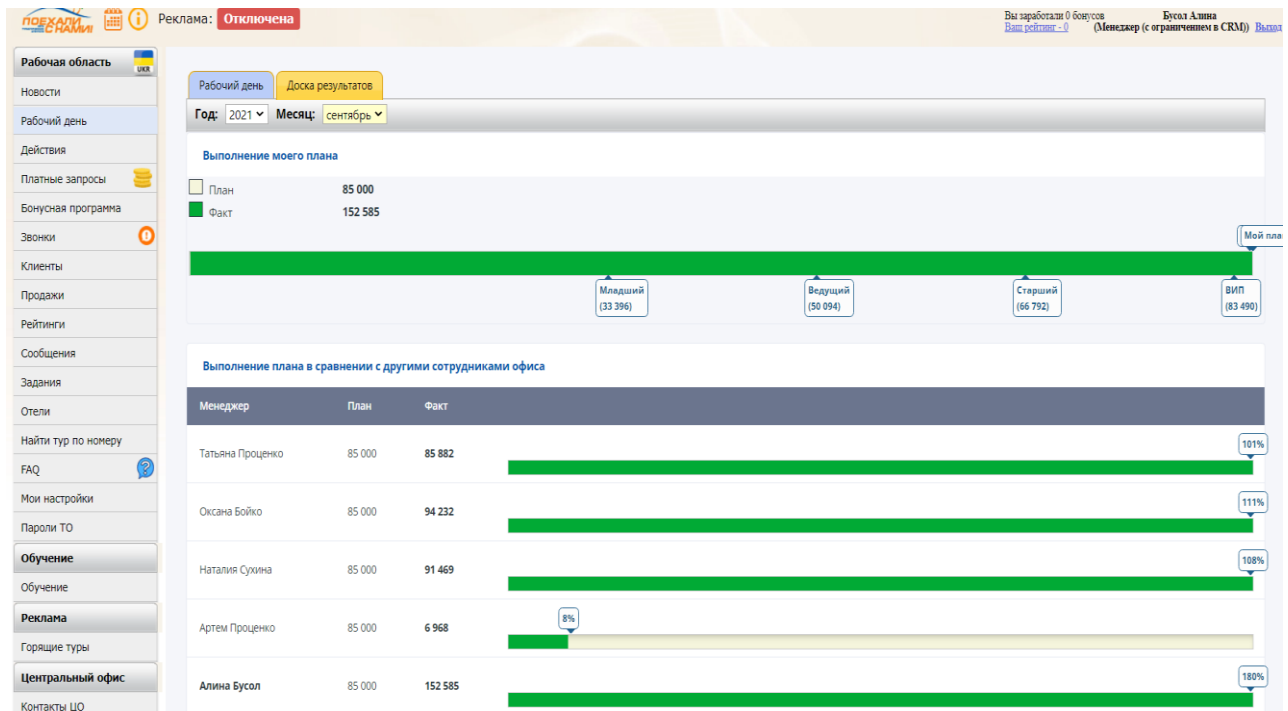 ПОЕХАЛИ
С НАМИ!
Реклама: Отключена
Вы заработали 0 бонусов
Ваш рейтинг - 0
Бусол Алина
(Менеджер (с ограничением в CRM)) Выход
Рабочая область
UKR
Новости
Рабочий день
Действия
Платные запросы
Бонусная программа
Звонки
Клиенты
Продажи
Рейтинги
Сообщения
Задания
Отели
Найти тур по номеру
FAQ
Мои настройки
Пароли ТО
Обучение
Обучение
Реклама
Горящие туры
Центральный офис
Контакты ЦО
Рабочий день Доска результатов
Год: 2021 Месяц: сентябрь
Выполнение моего плана
План 85 000
Факт 152 585
Мой пла
Младший
(33 396)
Ведущий
(50 094)
Старший
(66 792)
ВИП
(83 490)
Выполнение плана в сравнении с другими сотрудниками офиса
Менеджер План Факт
Татьяна Проценко 85 000 85 882 101%
Оксана Бойко 85 000 94 232 111%
Наталия Сухина 85 000 91 469 108%
Артем Проценко 85 000 6 968 8%
Алина Бусол 85 000 152 585 180%